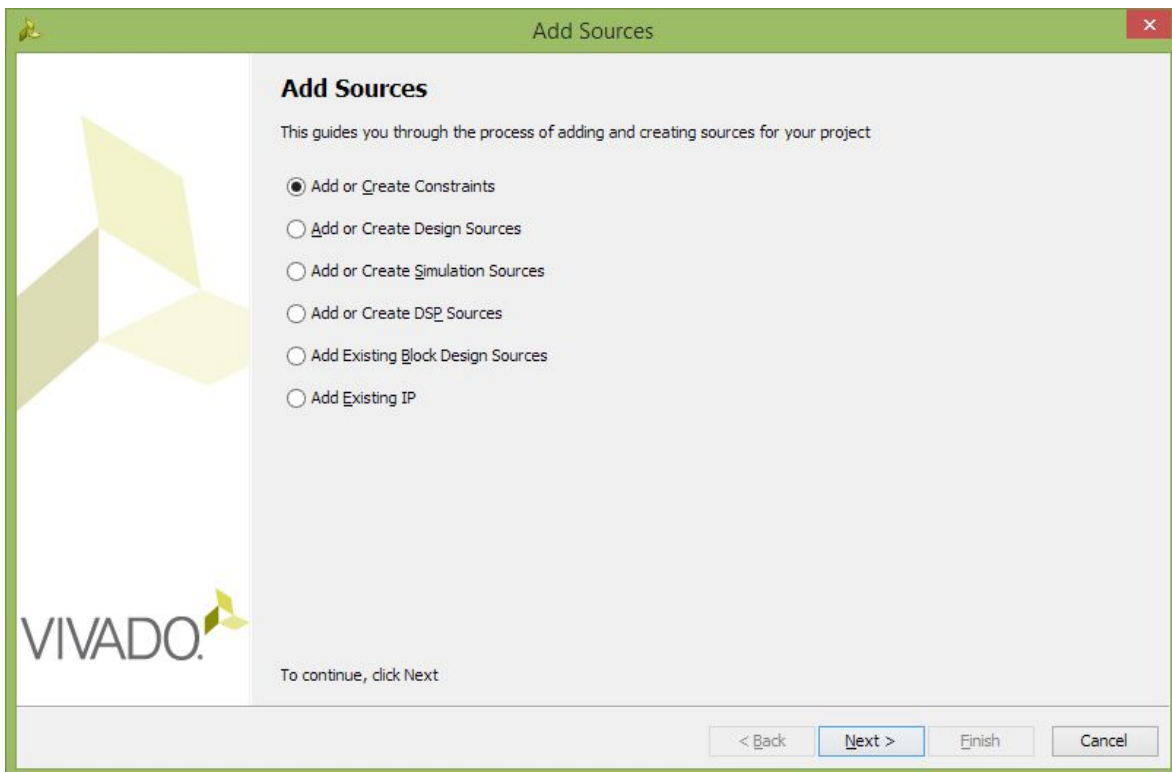 Add Sources
Add Sources
This guides you through the process of adding and creating sources for your project
Add or Create Constraints
Add or Create Design Sources
Add or Create Simulation Sources
Add or Create DSP Sources
Add Existing Block Design Sources
Add Existing IP
VIVADO.
To continue, click Next
< Back Next > Finish Cancel